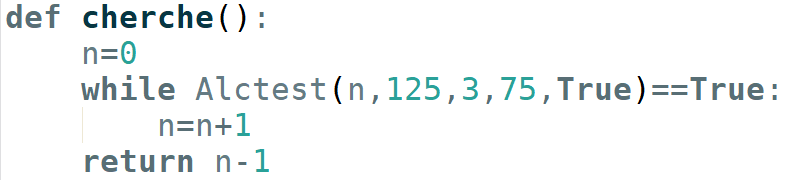 def cherche():
    n=0
    while Alctest(n,125,3,75,True)==True:
        n=n+1
    return n-1